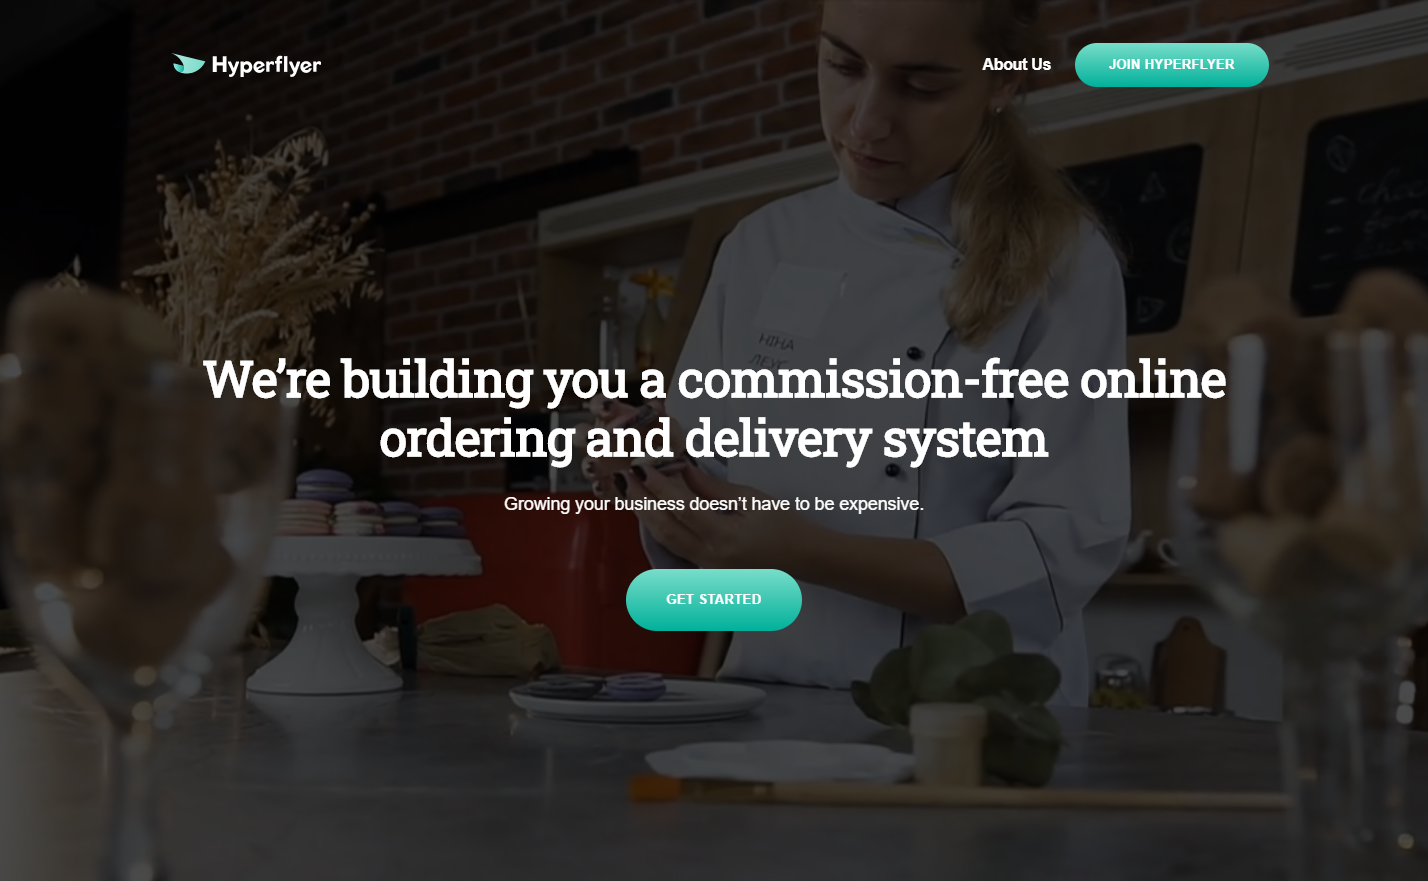 Hyperflyer
About Us
JOIN HYPERFLYER
НІНА
We’re building you a commission-free online
ordering and delivery system
Growing your business doesn’t have to be expensive.
GET STARTED